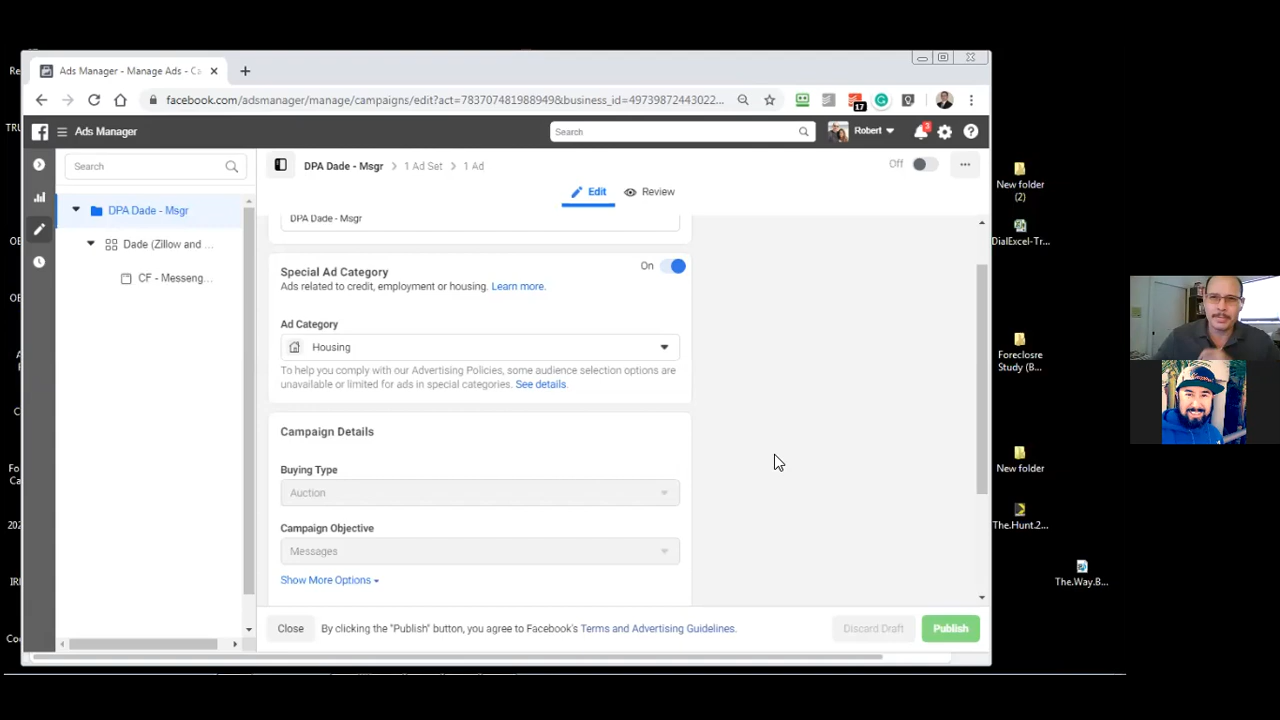 Ads Manager - Manage Ads - Ca
facebook.com/adsmanager/manage/campaigns/edit?act=783707481988949&business_id=49739872443022...
17
Ads Manager
Search
Robert
3
Search
DPA Dade - Msgr
1 Ad Set
1 Ad
Off
Edit
Review
DPA Dade - Msgr
Dade (Zillow and ...
CF - Messeng...
DPA Dade - Msgr
Special Ad Category
On
Ads related to credit, employment or housing. Learn more.
Ad Category
Housing
To help you comply with our Advertising Policies, some audience selection options are
unavailable or limited for ads in special categories. See details.
Campaign Details
Buying Type
Auction
Campaign Objective
Messages
Show More Options
Close
By clicking the "Publish" button, you agree to Facebook's Terms and Advertising Guidelines.
Discard Draft
Publish
New folder
(2)
DialExcel-Tr...
Foreclosre
Study (B...
New folder
The.Hunt.2...
The.Way.B...